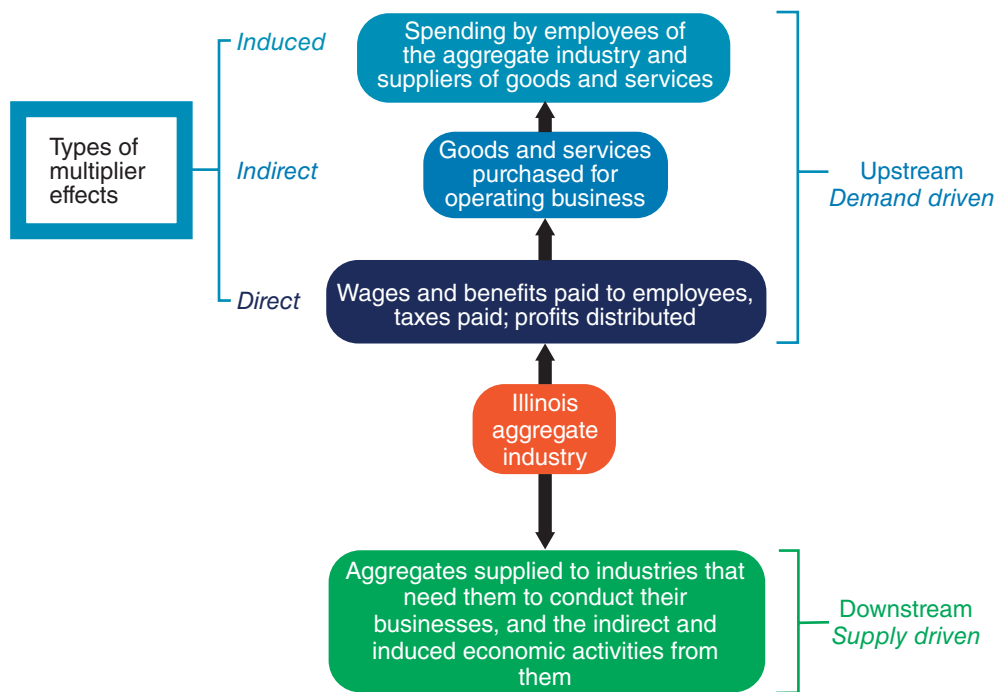 Induced
Spending by employees of
the aggregate industry and
suppliers of goods and services
Types of
multiplier
effects
Indirect
Goods and services
purchased for
operating business
Upstream
Demand driven
Direct
Wages and benefits paid to employees,
taxes paid; profits distributed
Illinois
aggregate
industry
Aggregates supplied to industries that
need them to conduct their
businesses, and the indirect and
induced economic activities from
them
Downstream
Supply driven